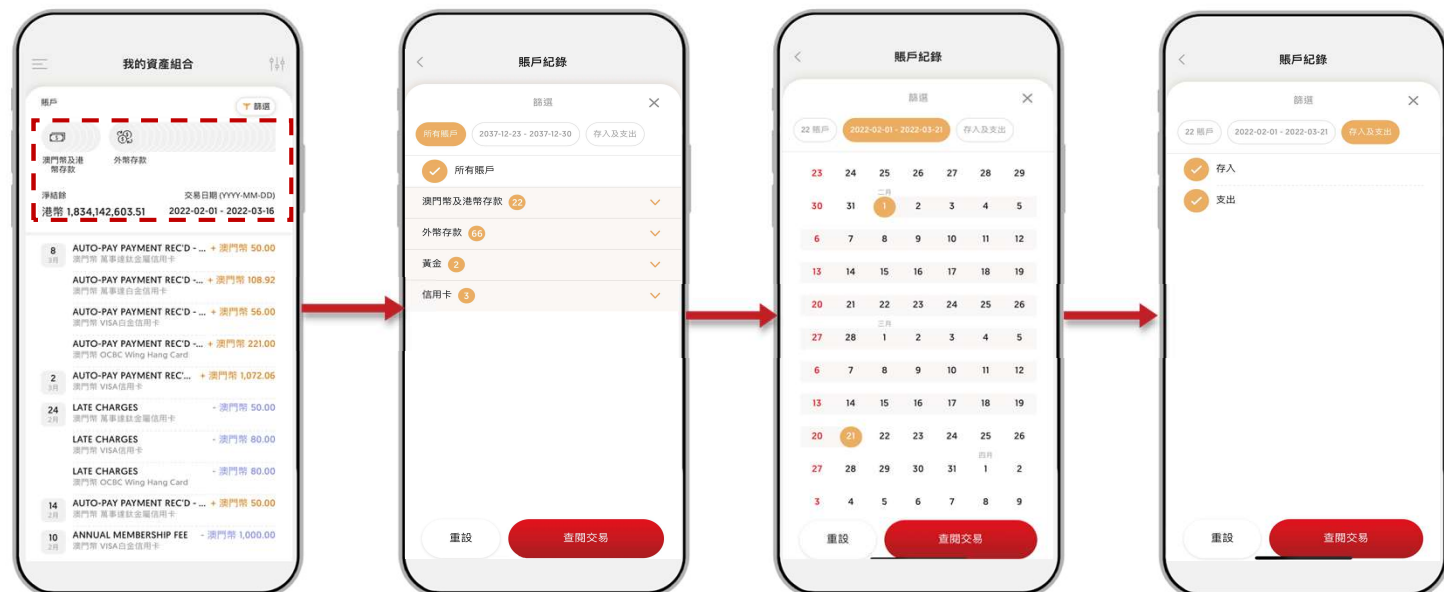 我的資產組合
賬戶
篩選
澳門幣及港
幣存款
外幣存款
淨結餘
交易日期 (YYYY-MM-DD)
港幣 1,834,142,603.51
2022-02-01 - 2022-03-16
8 AUTO-PAY PAYMENT REC'D - ... + 澳門幣 50.00
3月 澳門幣 萬事達鈦金屬信用卡
AUTO-PAY PAYMENT REC'D -... + 澳門幣 108.92
澳門幣 萬事達白金信用卡
AUTO-PAY PAYMENT REC'D - ... + 澳門幣 56.00
澳門幣 VISA白金信用卡
AUTO-PAY PAYMENT REC'D -... + 澳門幣 221.00
澳門幣 OCBC Wing Hang Card
2 AUTO-PAY PAYMENT REC'... + 澳門幣 1,072.06
3月 澳門幣 VISA信用卡
24 LATE CHARGES - 澳門幣 50.00
2月 澳門幣 萬事達鈦金屬信用卡
LATE CHARGES - 澳門幣 80.00
澳門幣 VISA信用卡
LATE CHARGES - 澳門幣 80.00
澳門幣 OCBC Wing Hang Card
14 AUTO-PAY PAYMENT REC'D - ... + 澳門幣 50.00
2月 澳門幣 萬事達鈦金屬信用卡
10 ANNUAL MEMBERSHIP FEE - 澳門幣 1,000.00
2月 澳門幣 VISA白金信用卡
賬戶紀錄
篩選
所有賬戶 2037-12-23 - 2037-12-30 存入及支出
所有賬戶
澳門幣及港幣存款 22
外幣存款 66
黃金 2
信用卡 3
重設 查閱交易
賬戶紀錄
篩選
22 賬戶 2022-02-01 - 2022-03-21 存入及支出
23 24 25 26 27 28 29
二月
30 31 1 2 3 4 5
6 7 8 9 10 11 12
13 14 15 16 17 18 19
20 21 22 23 24 25 26
三月
27 28 1 2 3 4 5
6 7 8 9 10 11 12
13 14 15 16 17 18 19
20 21 22 23 24 25 26
四月
27 28 29 30 31 1 2
3 4 5 6 7 8 9
重設 查閱交易
賬戶紀錄
篩選
22 賬戶 2022-02-01 - 2022-03-21 存入及支出
存入
支出
重設 查閱交易